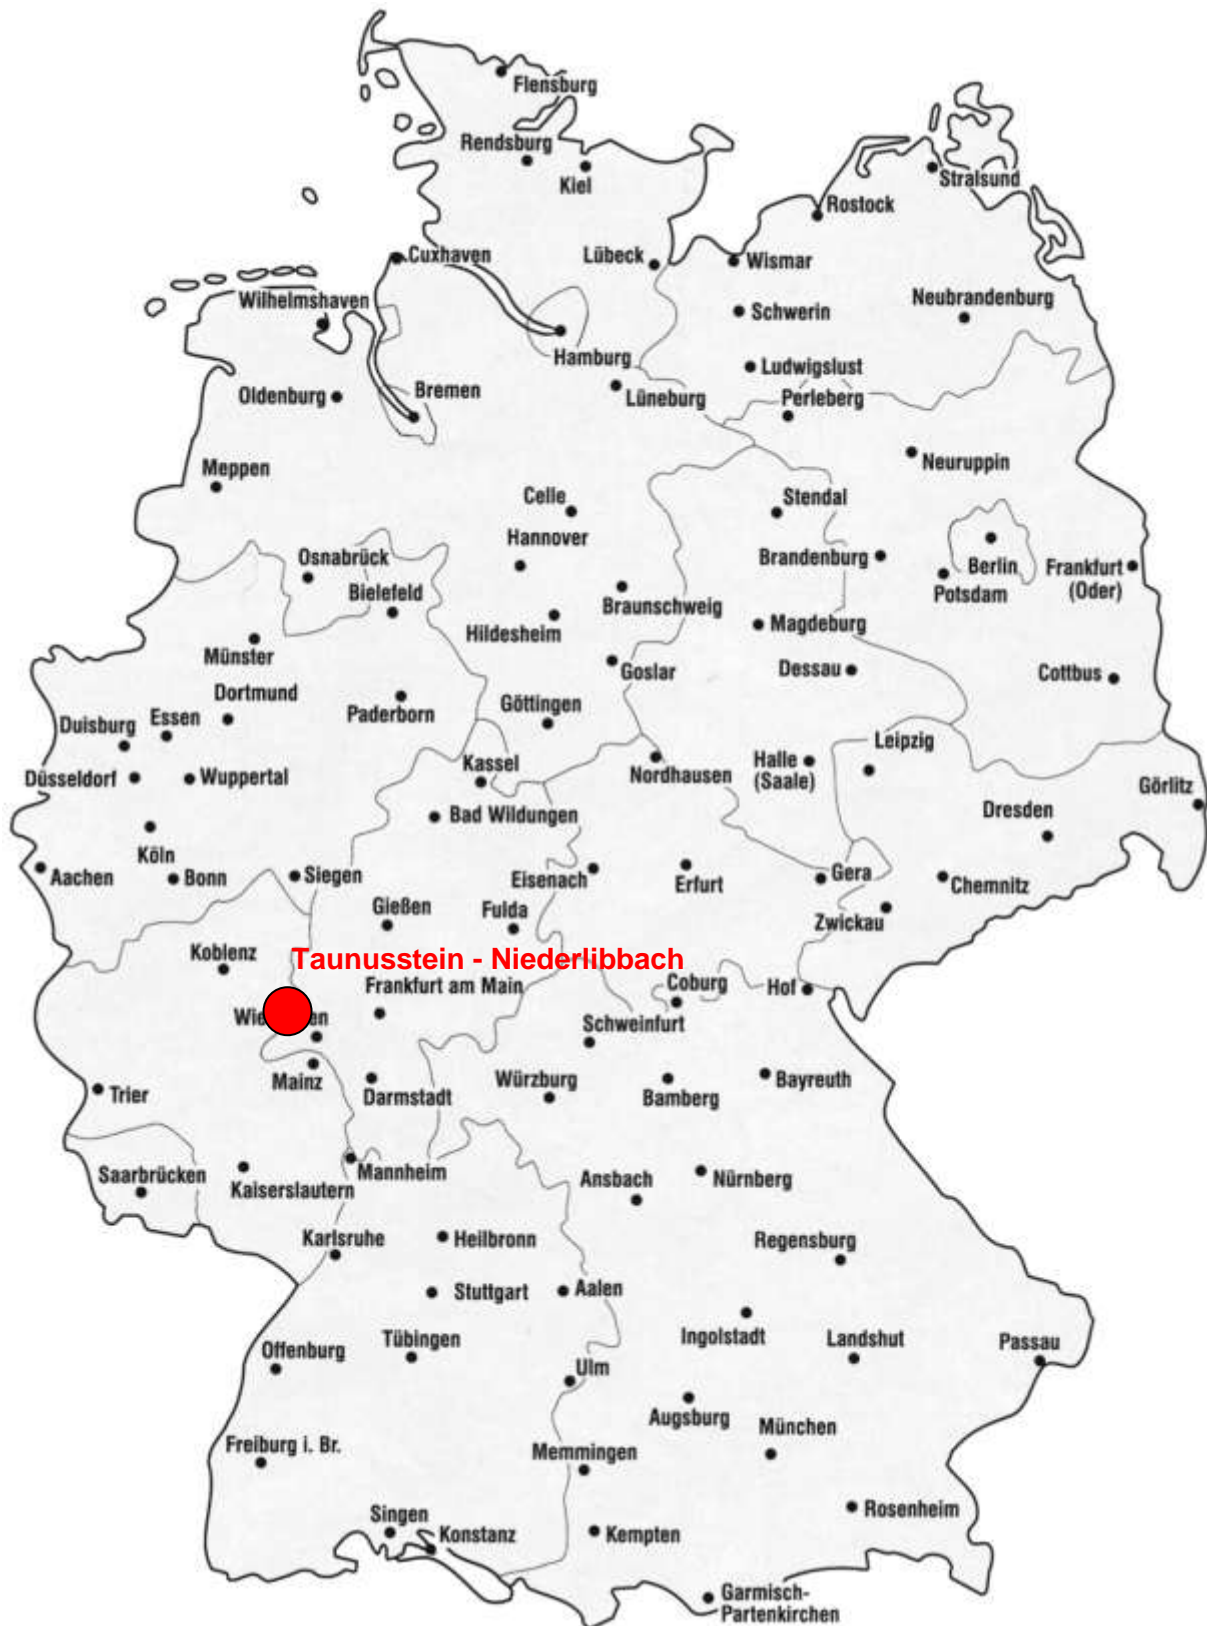 Flensburg
Rendsburg
Kiel
Stralsund
Rostock
Cuxhaven
Lübeck
Wismar
Wilhelmshaven
Schwerin
Neubrandenburg
Hamburg
Ludwigslust
Oldenburg
Bremen
Lüneburg
Perleberg
Meppen
Neuruppin
Celle
Stendal
Hannover
Osnabrück
Brandenburg
Berlin
Frankfurt
(Oder)
Bielefeld
Potsdam
Braunschweig
Hildesheim
Magdeburg
Münster
Goslar
Dessau
Cottbus
Dortmund
Paderborn
Göttingen
Duisburg
Essen
Leipzig
Düsseldorf
Wuppertal
Kassel
Nordhausen
Halle
(Saale)
Görlitz
Bad Wildungen
Dresden
Köln
Aachen
Bonn
Siegen
Eisenach
Erfurt
Gera
Chemnitz
Gießen
Fulda
Zwickau
Koblenz
Taunusstein - Niederlibbach
Frankfurt am Main
Coburg
Hof
Wie en
Schweinfurt
Mainz
Darmstadt
Würzburg
Bamberg
Bayreuth
Trier
Saarbrücken
Kaiserslautern
Mannheim
Ansbach
Nürnberg
Karlsruhe
Heilbronn
Regensburg
Stuttgart
Aalen
Offenburg
Tübingen
Ingolstadt
Landshut
Passau
Ulm
Augsburg
München
Freiburg i. Br.
Memmingen
Singen
Konstanz
Kempten
Rosenheim
Garmisch-
Partenkirchen